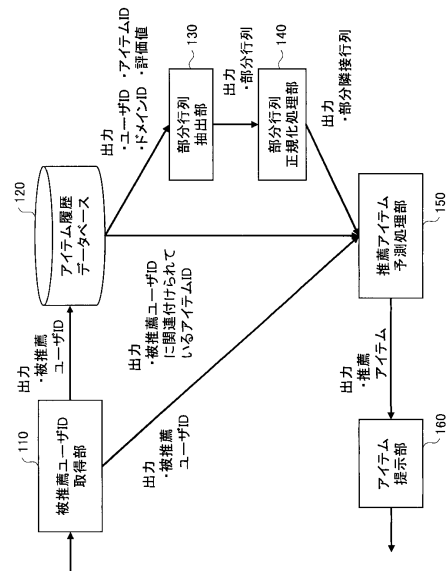 110
被推薦ユーザID
取得部
出力
・被推薦
ユーザID
120
アイテム履歴
データベース
出力
・ユーザID ・アイテムID
・ドメインID ・評価値
130
部分行列
抽出部
出力
・部分行列
140
部分行列
正規化処理部
出力
・部分隣接行列
出力
・被推薦ユーザID
に関連付けられて
いるアイテムID
出力
・被推薦
ユーザID
150
推薦アイテム
予測処理部
出力
・推薦
アイテム
160
アイテム
提示部